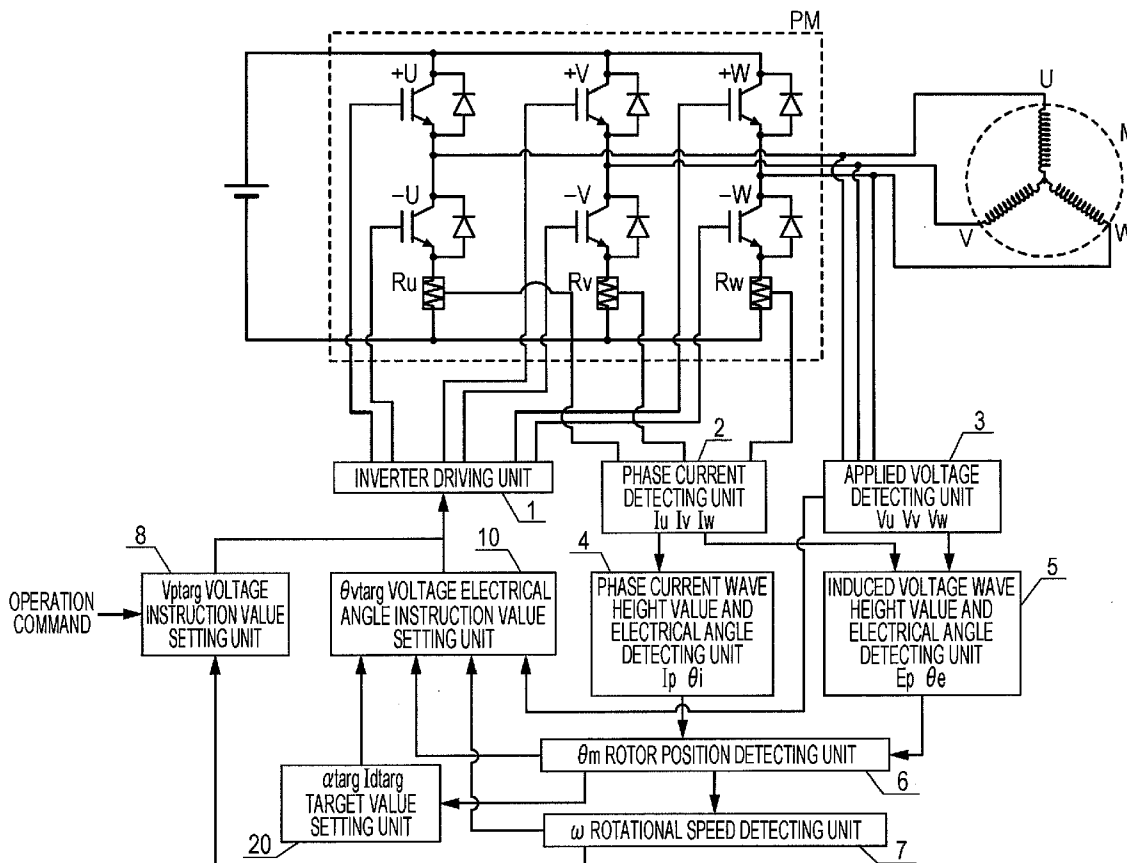 PM
+U
+V
+W
U
M
−U
−V
−W
V
W
Ru
Rv
Rw
INVERTER DRIVING UNIT
1
2
PHASE CURRENT
DETECTING UNIT
Iu Iv Iw
3
APPLIED VOLTAGE
DETECTING UNIT
Vu Vv Vw
OPERATION
COMMAND
8
Vptarg VOLTAGE
INSTRUCTION VALUE
SETTING UNIT
10
θvtarg VOLTAGE ELECTRICAL
ANGLE INSTRUCTION VALUE
SETTING UNIT
4
PHASE CURRENT WAVE
HEIGHT VALUE AND
ELECTRICAL ANGLE
DETECTING UNIT
Ip θi
INDUCED VOLTAGE WAVE
HEIGHT VALUE AND
ELECTRICAL ANGLE
DETECTING UNIT
Ep θe
5
θm ROTOR POSITION DETECTING UNIT
6
αtarg Idtarg
TARGET VALUE
SETTING UNIT
20
ω ROTATIONAL SPEED DETECTING UNIT
7